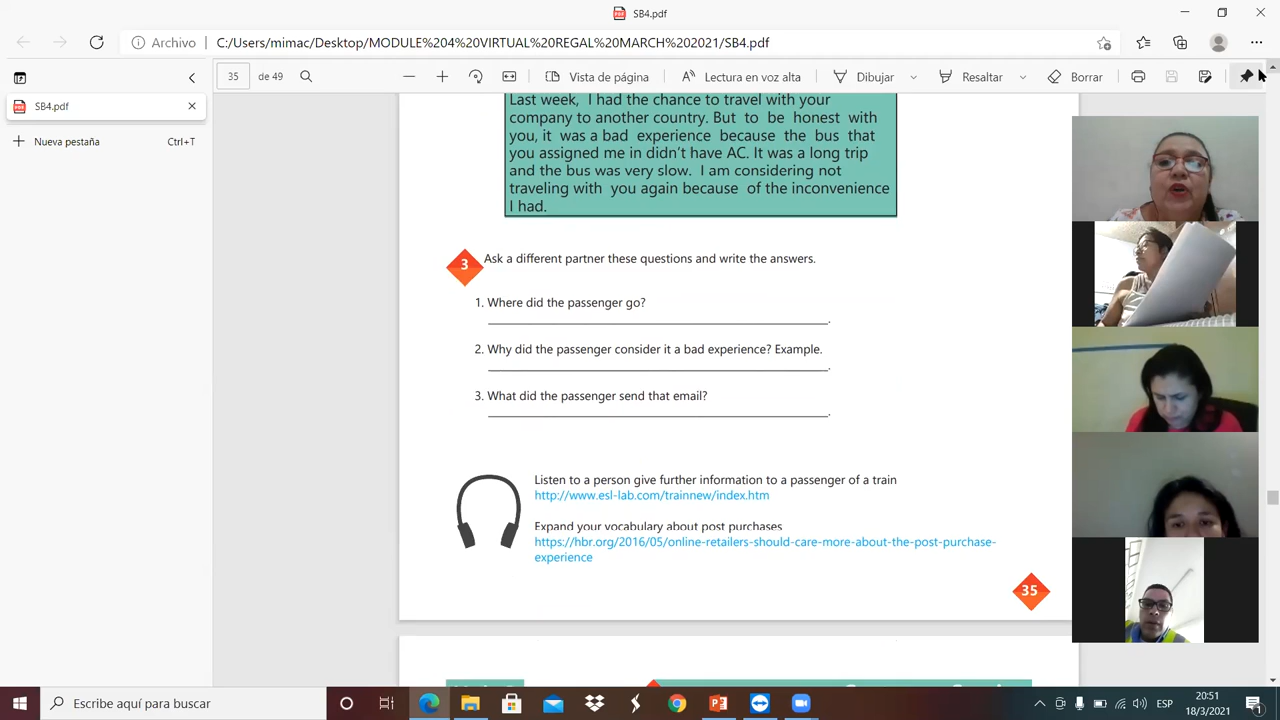 SB4.pdf
Archivo
C:/Users/mimac/Desktop/MODULE%204%20VIRTUAL%20REGAL%20MARCH%202021/SB4.pdf
35 de 49
Vista de página
Lectura en voz alta
Dibujar
Resaltar
Borrar
SB4.pdf
Nueva pestaña Ctrl+T
Last week, I had the chance to travel with your
company to another country. But to be honest with
you, it was a bad experience because the bus that
you assigned me in didn't have AC. It was a long trip
and the bus was very slow. I am considering not
traveling with you again because of the inconvenience
I had.
3 Ask a different partner these questions and write the answers.
1. Where did the passenger go?
2. Why did the passenger consider it a bad experience? Example.
3. What did the passenger send that email?
Listen to a person give further information to a passenger of a train
http://www.esl-lab.com/trainnew/index.htm
Expand your vocabulary about post purchases
https://hbr.org/2016/05/online-retailers-should-care-more-about-the-post-purchase-
experience
35
Escribe aquí para buscar
ESP
20:51
18/3/2021